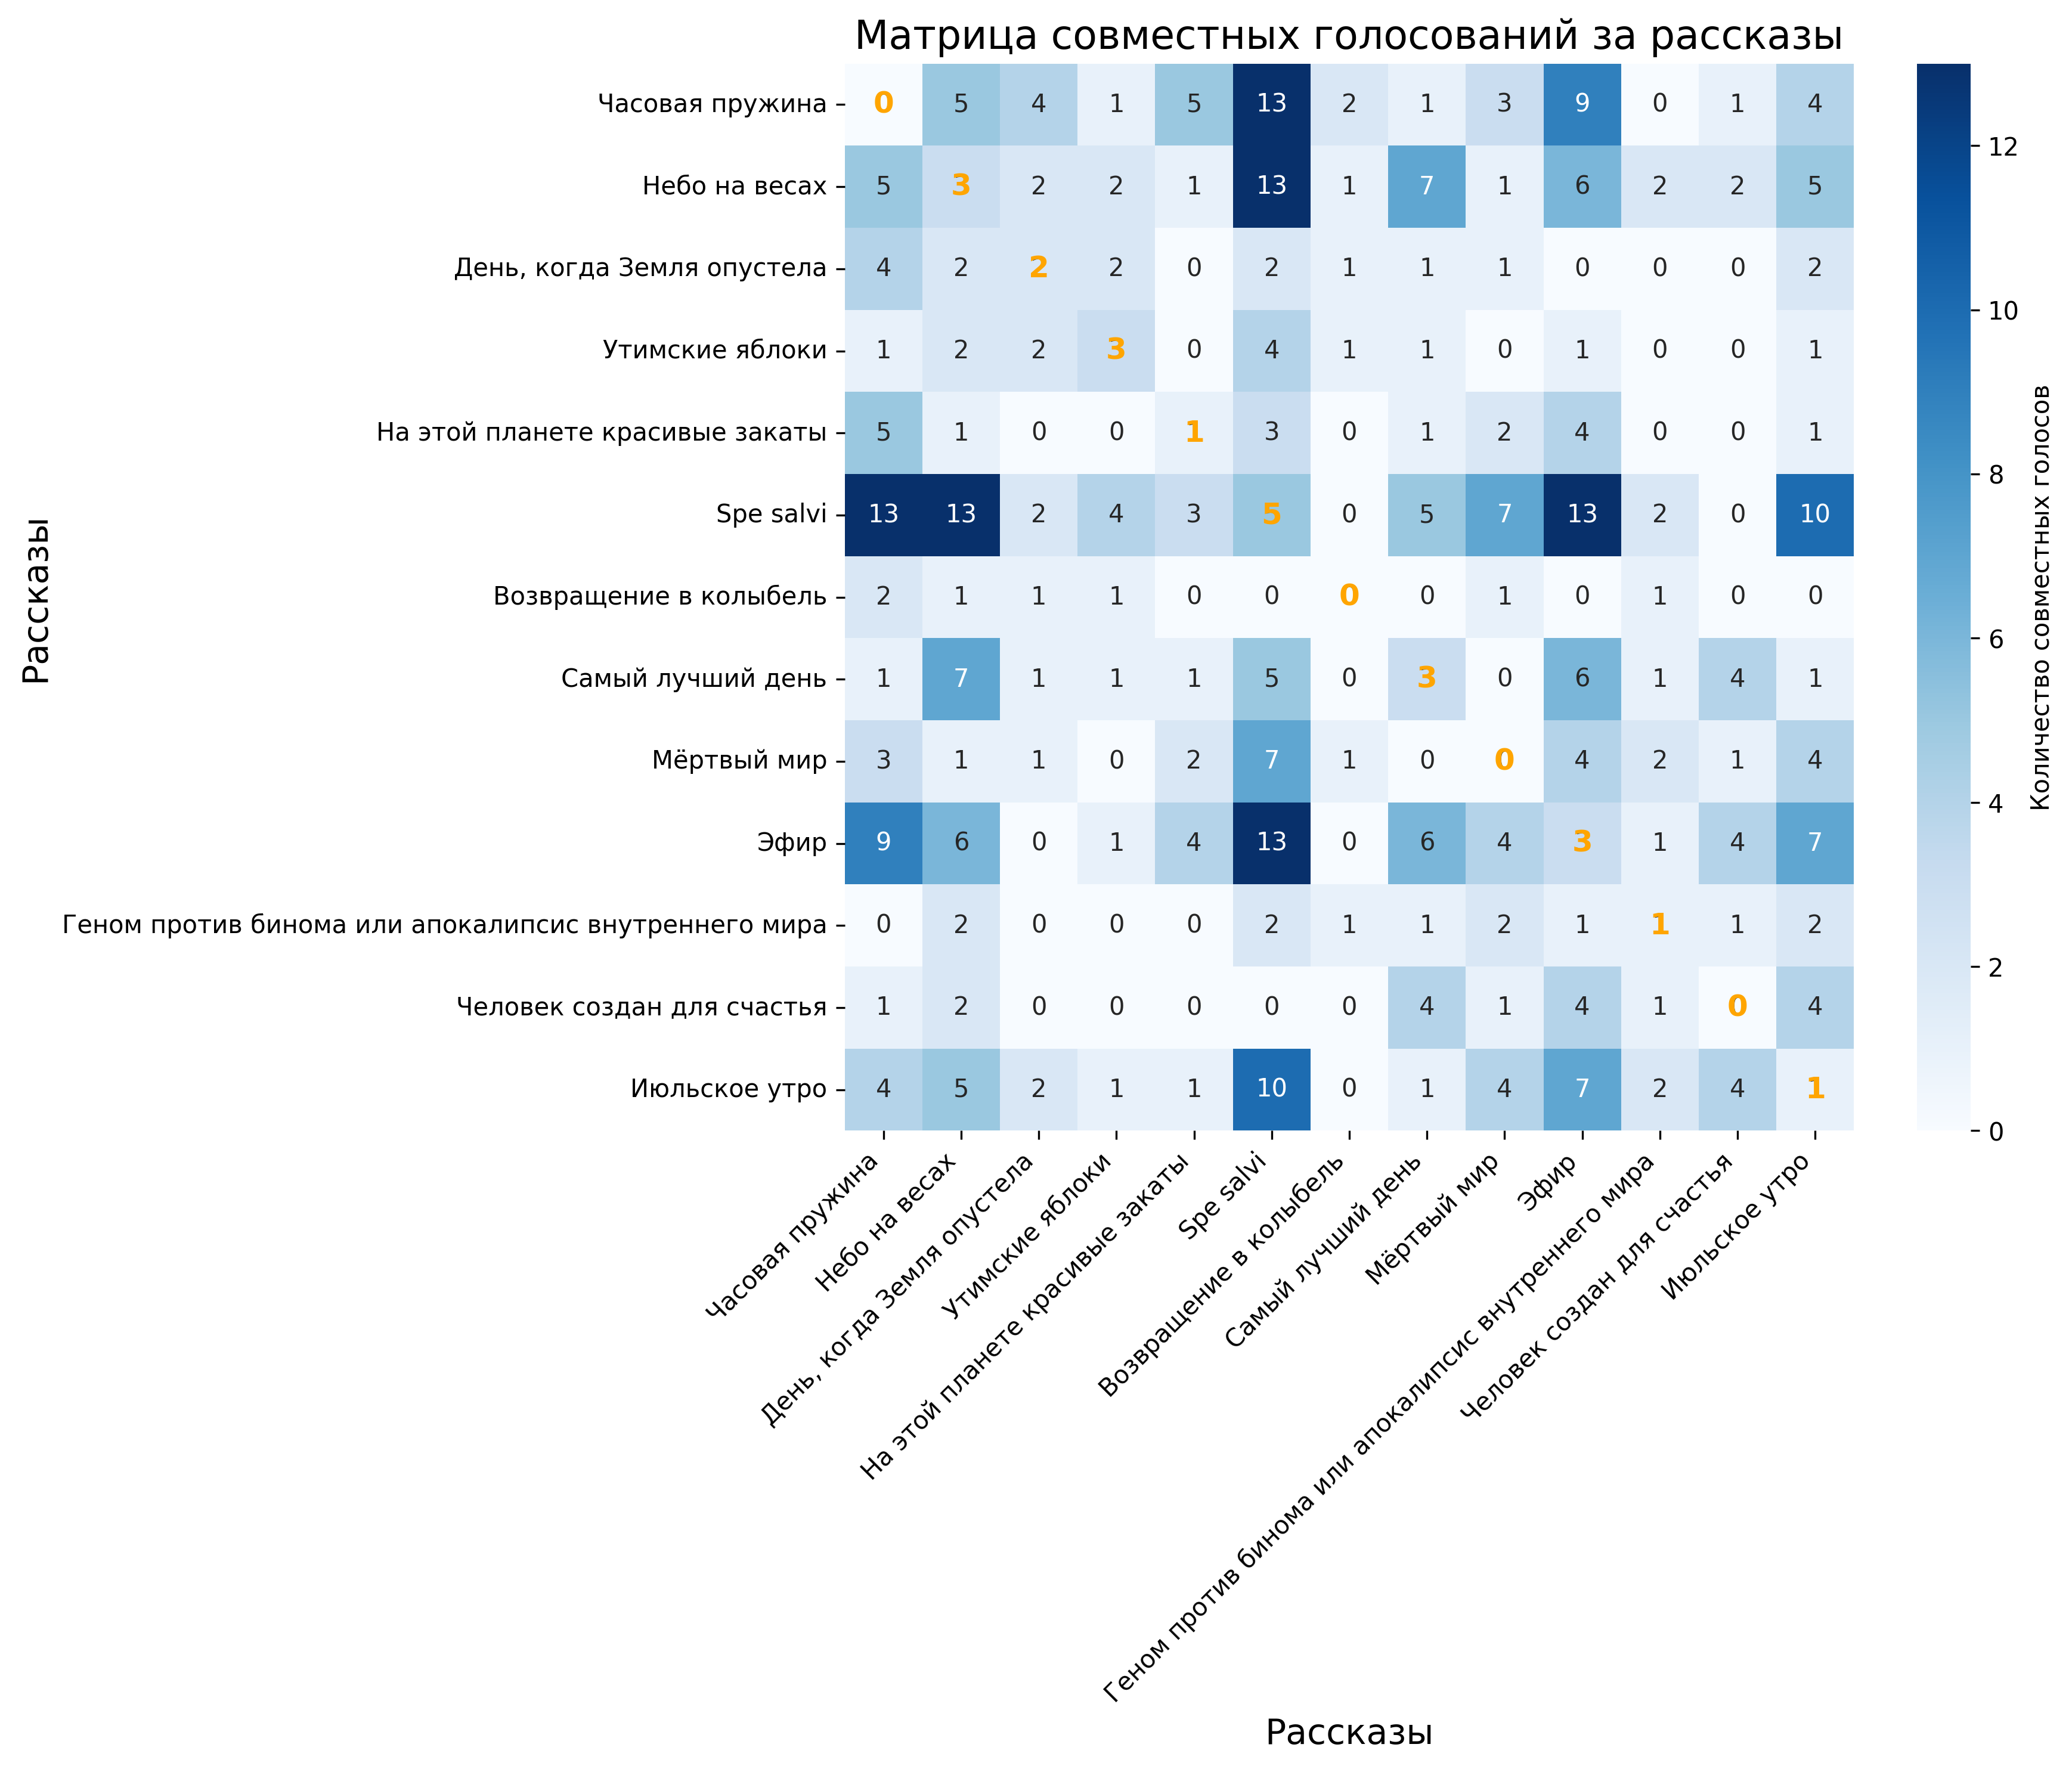 Матрица совместных голосований за рассказы
Часовая пружина 0 5 4 1 5 13 2 1 3 9 0 1 4
Небо на весах 5 3 2 2 1 13 1 7 1 6 2 2 5
День, когда Земля опустела 4 2 2 2 0 2 1 1 1 0 0 0 2
Утимские яблоки 1 2 2 3 0 4 1 1 0 1 0 0 1
На этой планете красивые закаты 5 1 0 0 1 3 0 1 2 4 0 0 1
Spe salvi 13 13 2 4 3 5 0 5 7 13 2 0 10
Возвращение в колыбель 2 1 1 1 0 0 0 0 1 0 1 0 0
Самый лучший день 1 7 1 1 1 5 0 3 0 6 1 4 1
Мёртвый мир 3 1 1 0 2 7 1 0 0 4 2 1 4
Эфир 9 6 0 1 4 13 0 6 4 3 1 4 7
Геном против бинома или апокалипсис внутреннего мира 0 2 0 0 0 2 1 1 2 1 1 1 2
Человек создан для счастья 1 2 0 0 0 0 0 4 1 4 1 0 4
Июльское утро 4 5 2 1 1 10 0 1 4 7 2 4 1
Рассказы
Часовая пружина
Небо на весах
День, когда Земля опустела
Утимские яблоки
На этой планете красивые закаты
Spe salvi
Возвращение в колыбель
Самый лучший день
Мёртвый мир
Эфир
Геном против бинома или апокалипсис внутреннего мира
Человек создан для счастья
Июльское утро
Рассказы
12
10
8
6
4
2
0
Количество совместных голосов